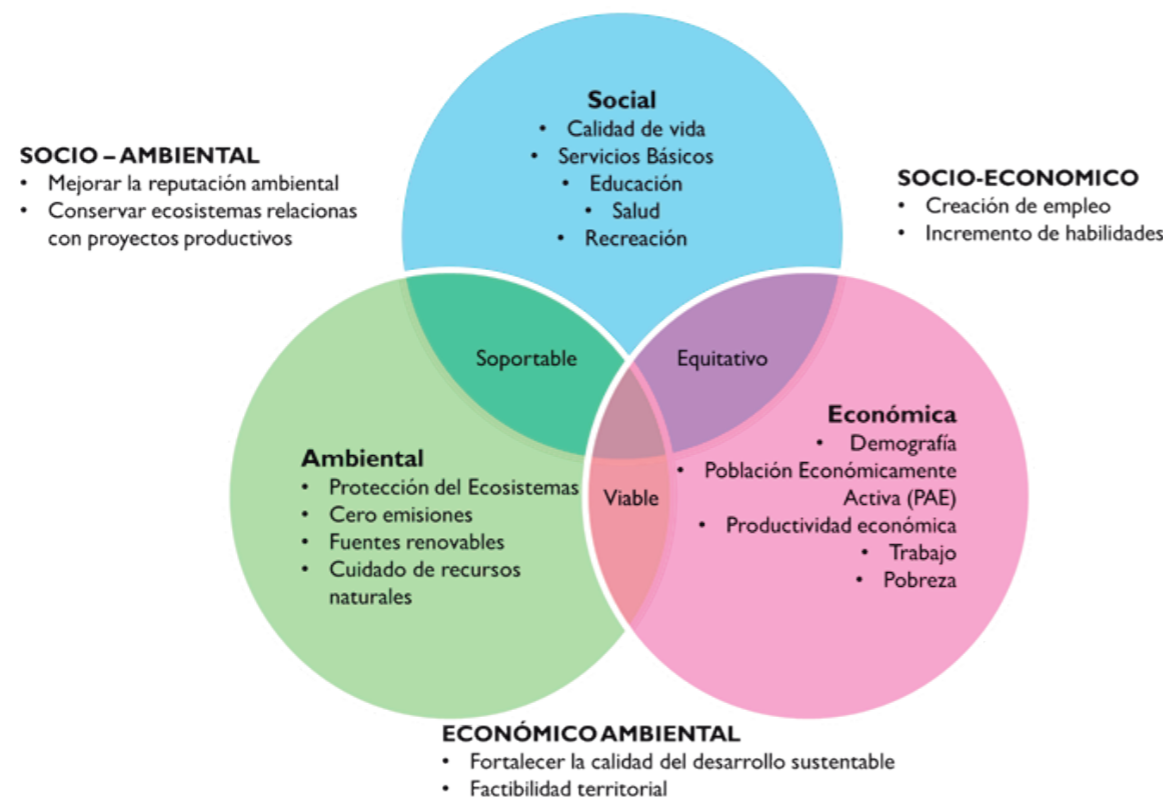 Social
• Calidad de vida
• Servicios Básicos
• Educación
• Salud
• Recreación
SOCIO – AMBIENTAL
• Mejorar la reputación ambiental
• Conservar ecosistemas relacionas
con proyectos productivos
SOCIO-ECONOMICO
• Creación de empleo
• Incremento de habilidades
Soportable
Equitativo
Viable
Ambiental
• Protección del Ecosistemas
• Cero emisiones
• Fuentes renovables
• Cuidado de recursos
naturales
Económica
• Demografía
• Población Económicamente
Activa (PAE)
• Productividad económica
• Trabajo
• Pobreza
ECONÓMICO AMBIENTAL
• Fortalecer la calidad del desarrollo sustentable
• Factibilidad territorial